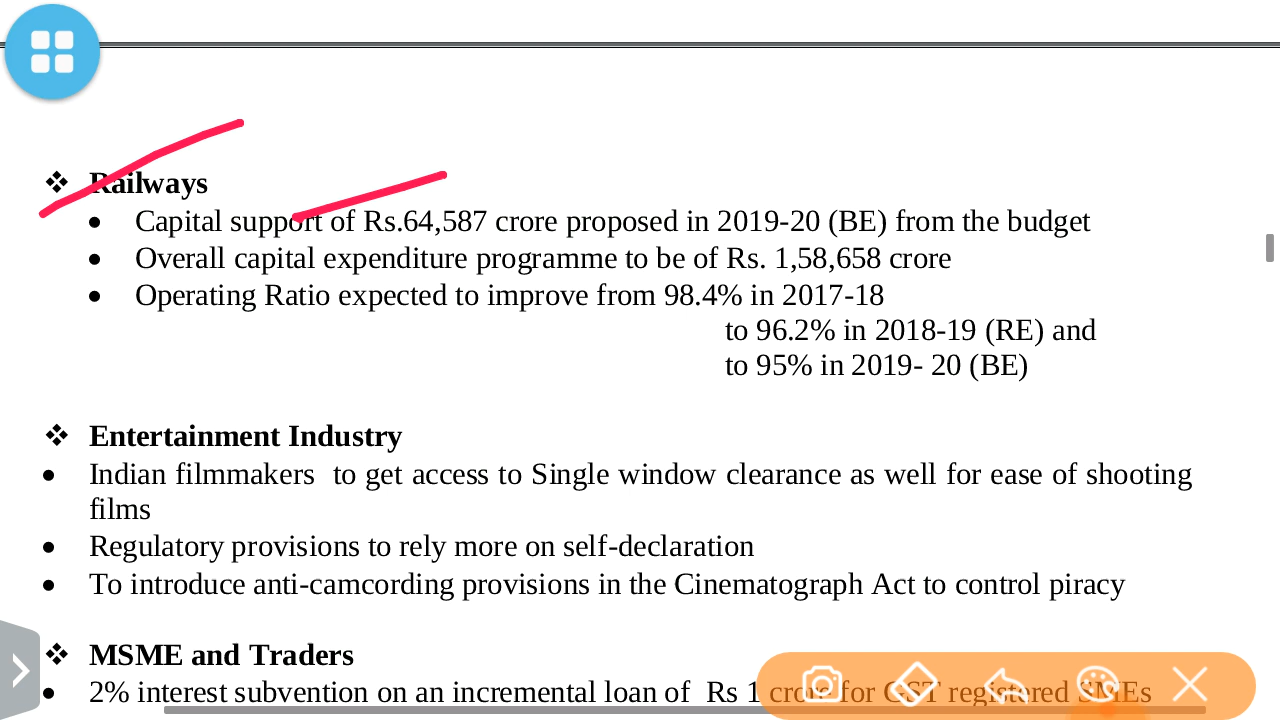 ❖ Railways
• Capital support of Rs.64,587 crore proposed in 2019-20 (BE) from the budget
• Overall capital expenditure programme to be of Rs. 1,58,658 crore
• Operating Ratio expected to improve from 98.4% in 2017-18
to 96.2% in 2018-19 (RE) and
to 95% in 2019- 20 (BE)
❖ Entertainment Industry
• Indian filmmakers to get access to Single window clearance as well for ease of shooting
films
• Regulatory provisions to rely more on self-declaration
• To introduce anti-camcording provisions in the Cinematograph Act to control piracy
❖ MSME and Traders
• 2% interest subvention on an incremental loan of Rs 1 crore for GST registered SMEs